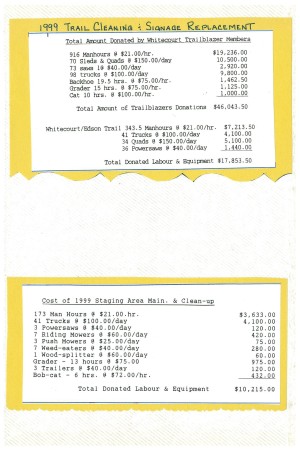 1999 TRAIL CLEANING & SIGNAGE REPLACEMENT
Total Amount Donated by Whitecourt Trailblazer Members
916 Manhours @ $21.00/hr. $19,236.00
70 Sleds & Quads @ $150.00/day 10,500.00
73 saws @ $40.00/day 2,920.00
98 trucks @ $100.00/day 9,800.00
Backhoe 19.5 hrs. @ $75.00/hr. 1,462.50
Grader 15 hrs. @ $75.00/hr. 1,125.00
Cat 10 hrs. @ $100.00/hr. 1,000.00
Total Amount of Trailblazers Donations $46,043.50
Whitecourt/Edson Trail 343.5 Manhours @ $21.00/hr. $7,213.50
41 Trucks @ $100.00/day 4,100.00
34 Quads @ $150.00/day 5,100.00
36 Powersaws @ $40.00/day 1,440.00
Total Donated Labour & Equipment $17,853.50
Cost of 1999 Staging Area Main. & Clean-up
173 Man Hours @ $21.00.hr. $3,633.00
41 Trucks @ $100.00/day 4,100.00
3 Powersaws @ $40.00/day 120.00
7 Riding Mowers @ $60.00/day 420.00
3 Push Mowers @ $25.00/day 75.00
7 Weed-eaters @ $40.00/day 280.00
1 Wood-splitter @ $60.00/day 60.00
Grader - 13 hours @ $75.00 975.00
3 Trailers @ $40.00/day 120.00
Bob-cat - 6 hrs. @ $72.00/hr. 432.00
Total Donated Labour & Equipment $10,215.00